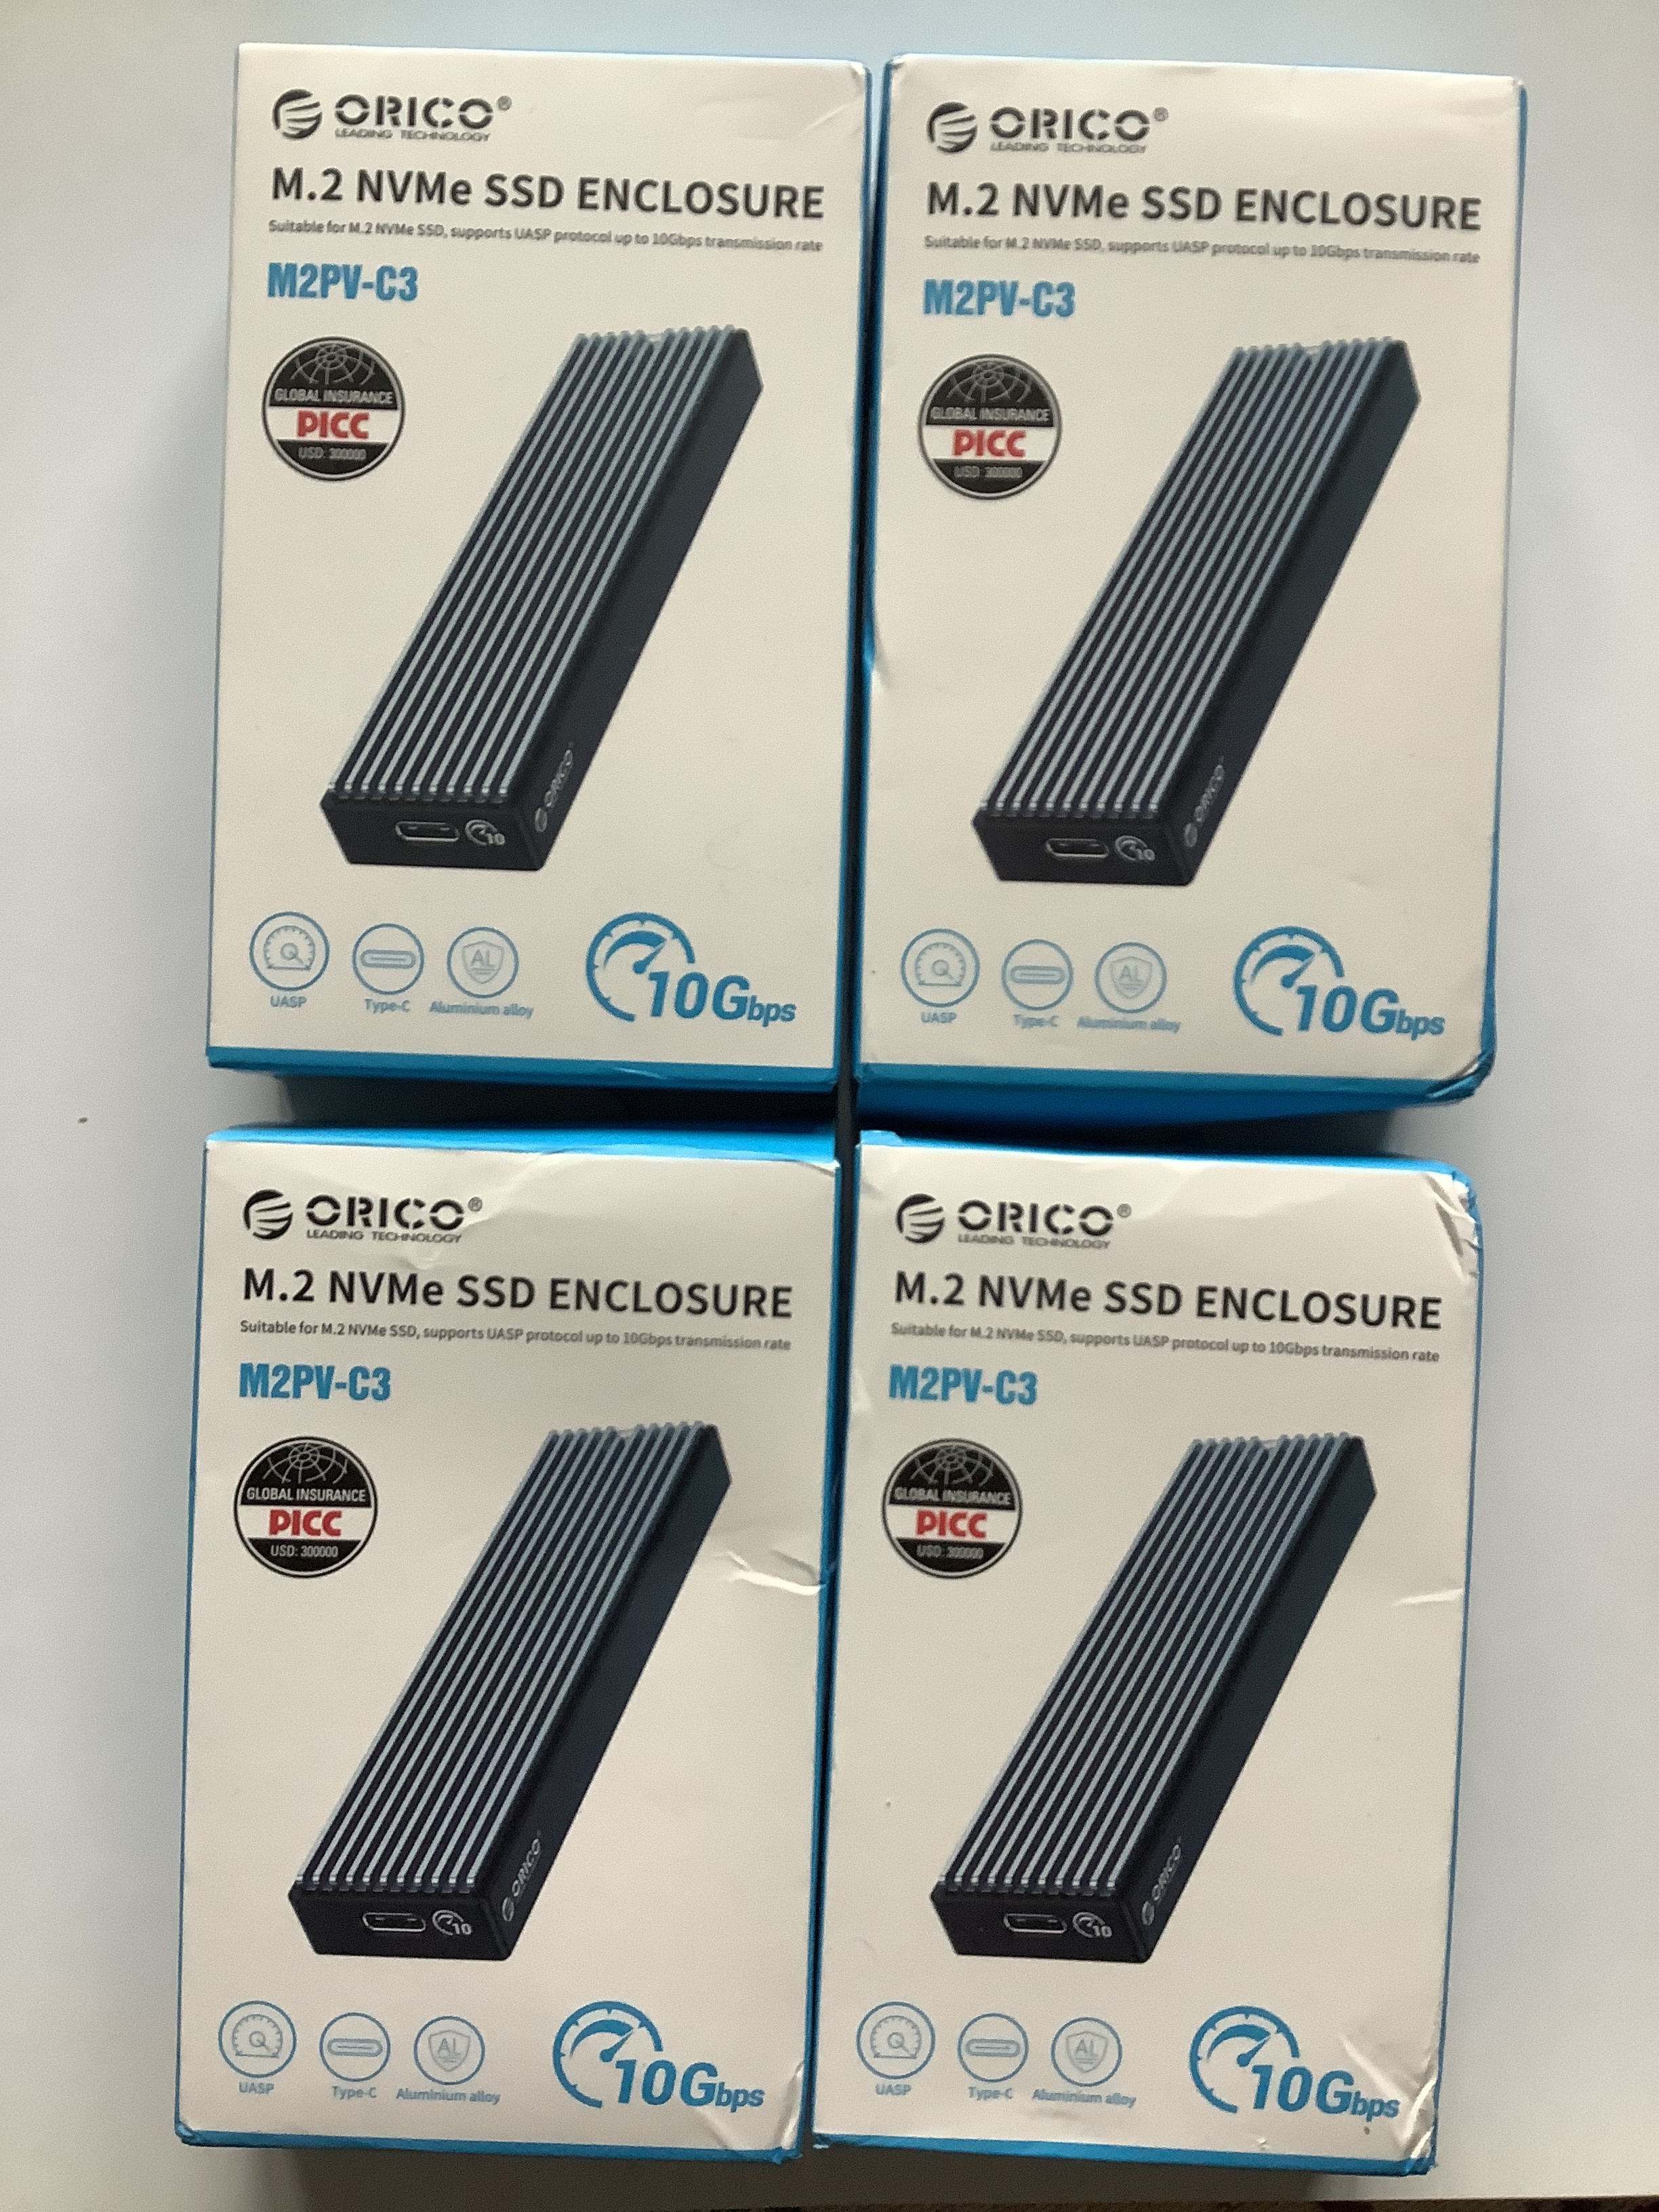 ORICO®
LEADING TECHNOLOGY
M.2 NVMe SSD ENCLOSURE
Suitable for M.2 NVMe SSD, supports UASP protocol up to 10Gbps transmission rate
M2PV-C3
GLOBAL INSURANCE
PICC
USD: 300000
ORICO
10
UASP
Type-C
AL
Aluminium alloy
10Gbps
ORICO®
LEADING TECHNOLOGY
M.2 NVMe SSD ENCLOSURE
Suitable for M.2 NVMe SSD, supports UASP protocol up to 10Gbps transmission rate
M2PV-C3
GLOBAL INSURANCE
PICC
USD: 300000
ORICO
10
UASP
Type-C
AL
Aluminium alloy
10Gbps
ORICO®
LEADING TECHNOLOGY
M.2 NVMe SSD ENCLOSURE
Suitable for M.2 NVMe SSD, supports UASP protocol up to 10Gbps transmission rate
M2PV-C3
GLOBAL INSURANCE
PICC
USD: 300000
ORICO
10
UASP
Type-C
AL
Aluminium alloy
10Gbps
ORICO®
LEADING TECHNOLOGY
M.2 NVMe SSD ENCLOSURE
Suitable for M.2 NVMe SSD, supports UASP protocol up to 10Gbps transmission rate
M2PV-C3
GLOBAL INSURANCE
PICC
USD: 300000
ORICO
10
UASP
Type-C
AL
Aluminium alloy
10Gbps